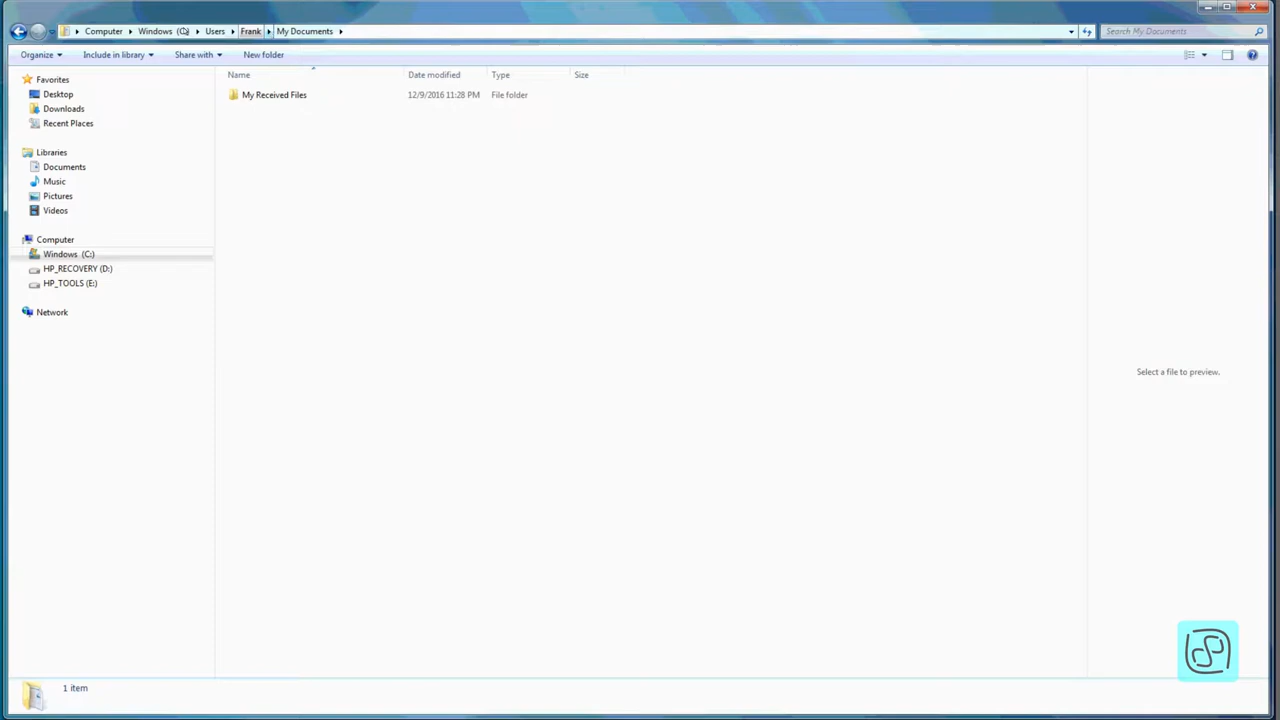 Computer Windows (C: Users Frank My Documents Search My Documents
Organize Include in library Share with New folder
Name Date modified Type Size
My Received Files 12/9/2016 11:28 PM File folder
Favorites
Desktop
Downloads
Recent Places
Libraries
Documents
Music
Pictures
Videos
Computer
Windows (C:)
HP_RECOVERY (D:)
HP_TOOLS (E:)
Network
Select a file to preview.
1 item